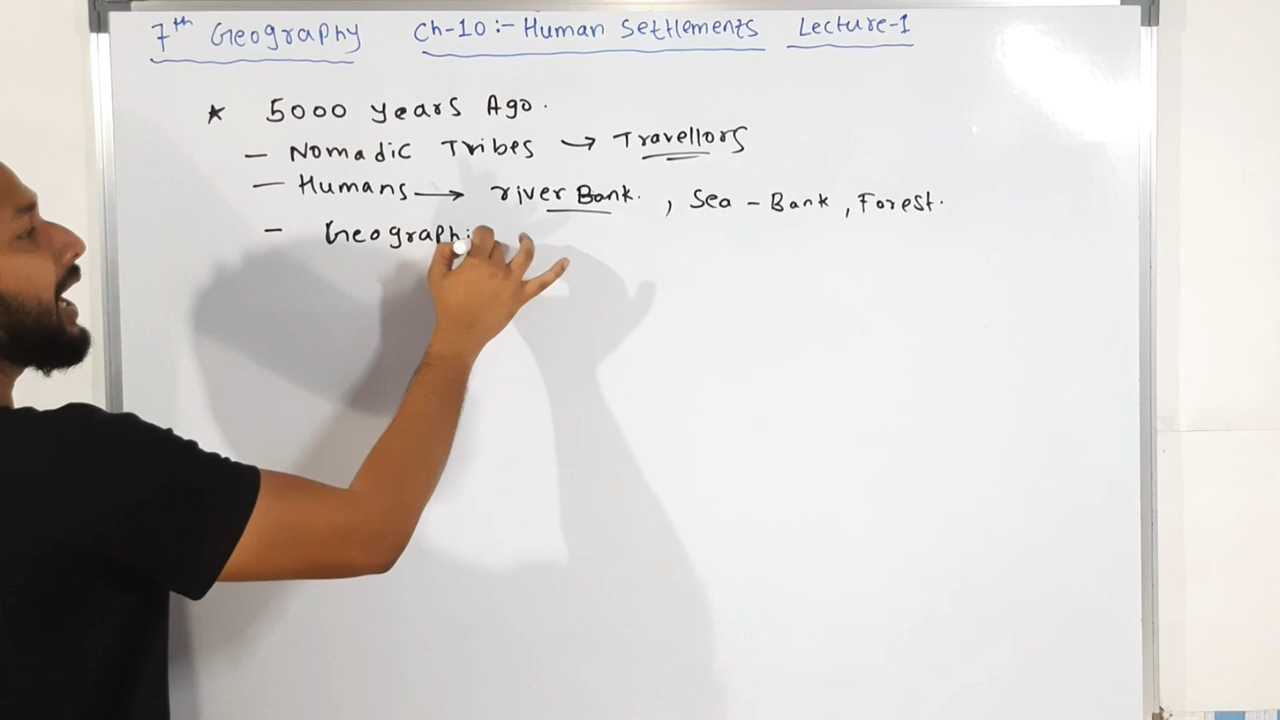 7th Geography Ch-10:- Human Settlements Lecture-1
* 5000 years Ago.
- Nomadic Tribes → Travellors
- Humans → river Bank. , Sea - Bank , Forest.
- Geographi